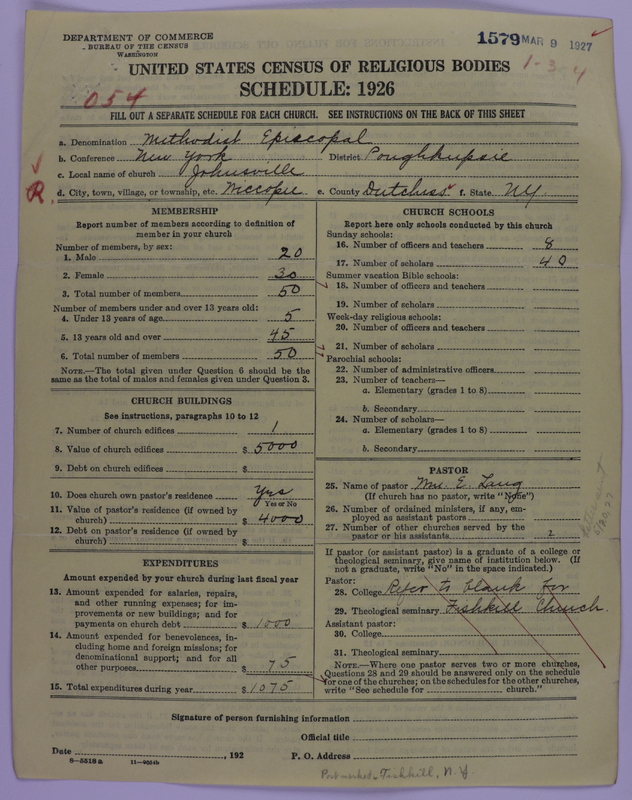 DEPARTMENT OF COMMERCE
BUREAU OF THE CENSUS
WASHINGTON
1579 MAR 9 1927
1-3-4
UNITED STATES CENSUS OF RELIGIOUS BODIES
SCHEDULE: 1926
054
FILL OUT A SEPARATE SCHEDULE FOR EACH CHURCH. SEE INSTRUCTIONS ON THE BACK OF THIS SHEET
a. Denomination Methodist Episcopal
b. Conference New York District Poughkupsie
c. Local name of church Johnsville
R. d. City, town, village, or township, etc. Wiccopee e. County Dutchess f. State NY
MEMBERSHIP
Report number of members according to definition of member in your church
Number of members, by sex:
1. Male 20
2. Female 30
3. Total number of members 50
Number of members under and over 13 years old:
4. Under 13 years of age 5
5. 13 years old and over 45
6. Total number of members 50
NOTE.—The total given under Question 6 should be the
same as the total of males and females given under Question 3.
CHURCH BUILDINGS
See instructions, paragraphs 10 to 12
7. Number of church edifices 1
8. Value of church edifices $ 5000
9. Debt on church edifices $
10. Does church own pastor's residence Yes
Yes or No
11. Value of pastor's residence (if owned by
church) $ 4000
12. Debt on pastor's residence (if owned by
church) $
EXPENDITURES
Amount expended by your church during last fiscal year
13. Amount expended for salaries, repairs,
and other running expenses; for im-
provements or new buildings; and for
payments on church debt $ 1000
14. Amount expended for benevolences, in-
cluding home and foreign missions; for
denominational support; and for all
other purposes $ 75
15. Total expenditures during year $ 1075
CHURCH SCHOOLS
Report here only schools conducted by this church
Sunday schools:
16. Number of officers and teachers 8
17. Number of scholars 40
Summer vacation Bible schools:
18. Number of officers and teachers
19. Number of scholars
Week-day religious schools:
20. Number of officers and teachers
21. Number of scholars
Parochial schools:
22. Number of administrative officers
23. Number of teachers—
a. Elementary (grades 1 to 8)
b. Secondary
24. Number of scholars—
a. Elementary (grades 1 to 8)
b. Secondary
PASTOR
25. Name of pastor Wm. E. Lang
(If church has no pastor, write "None")
26. Number of ordained ministers, if any, em-
ployed as assistant pastors
27. Number of other churches served by the
pastor or his assistants 2
If pastor (or assistant pastor) is a graduate of a college or
theological seminary, give name of institution below. (If
not a graduate, write "No" in the space indicated.)
Pastor:
28. College Refer to blank for
29. Theological seminary Fishkill Church.
Assistant pastor:
30. College
31. Theological seminary
NOTE.—Where one pastor serves two or more churches,
Questions 28 and 29 should be answered only on the schedule
for one of the churches; on the schedules for the other churches,
write "See schedule for church."
Signature of person furnishing information
Official title
Date , 192 P. O. Address
8—5518 a 11—9654b
Postmarked—Fishkill, N. Y.